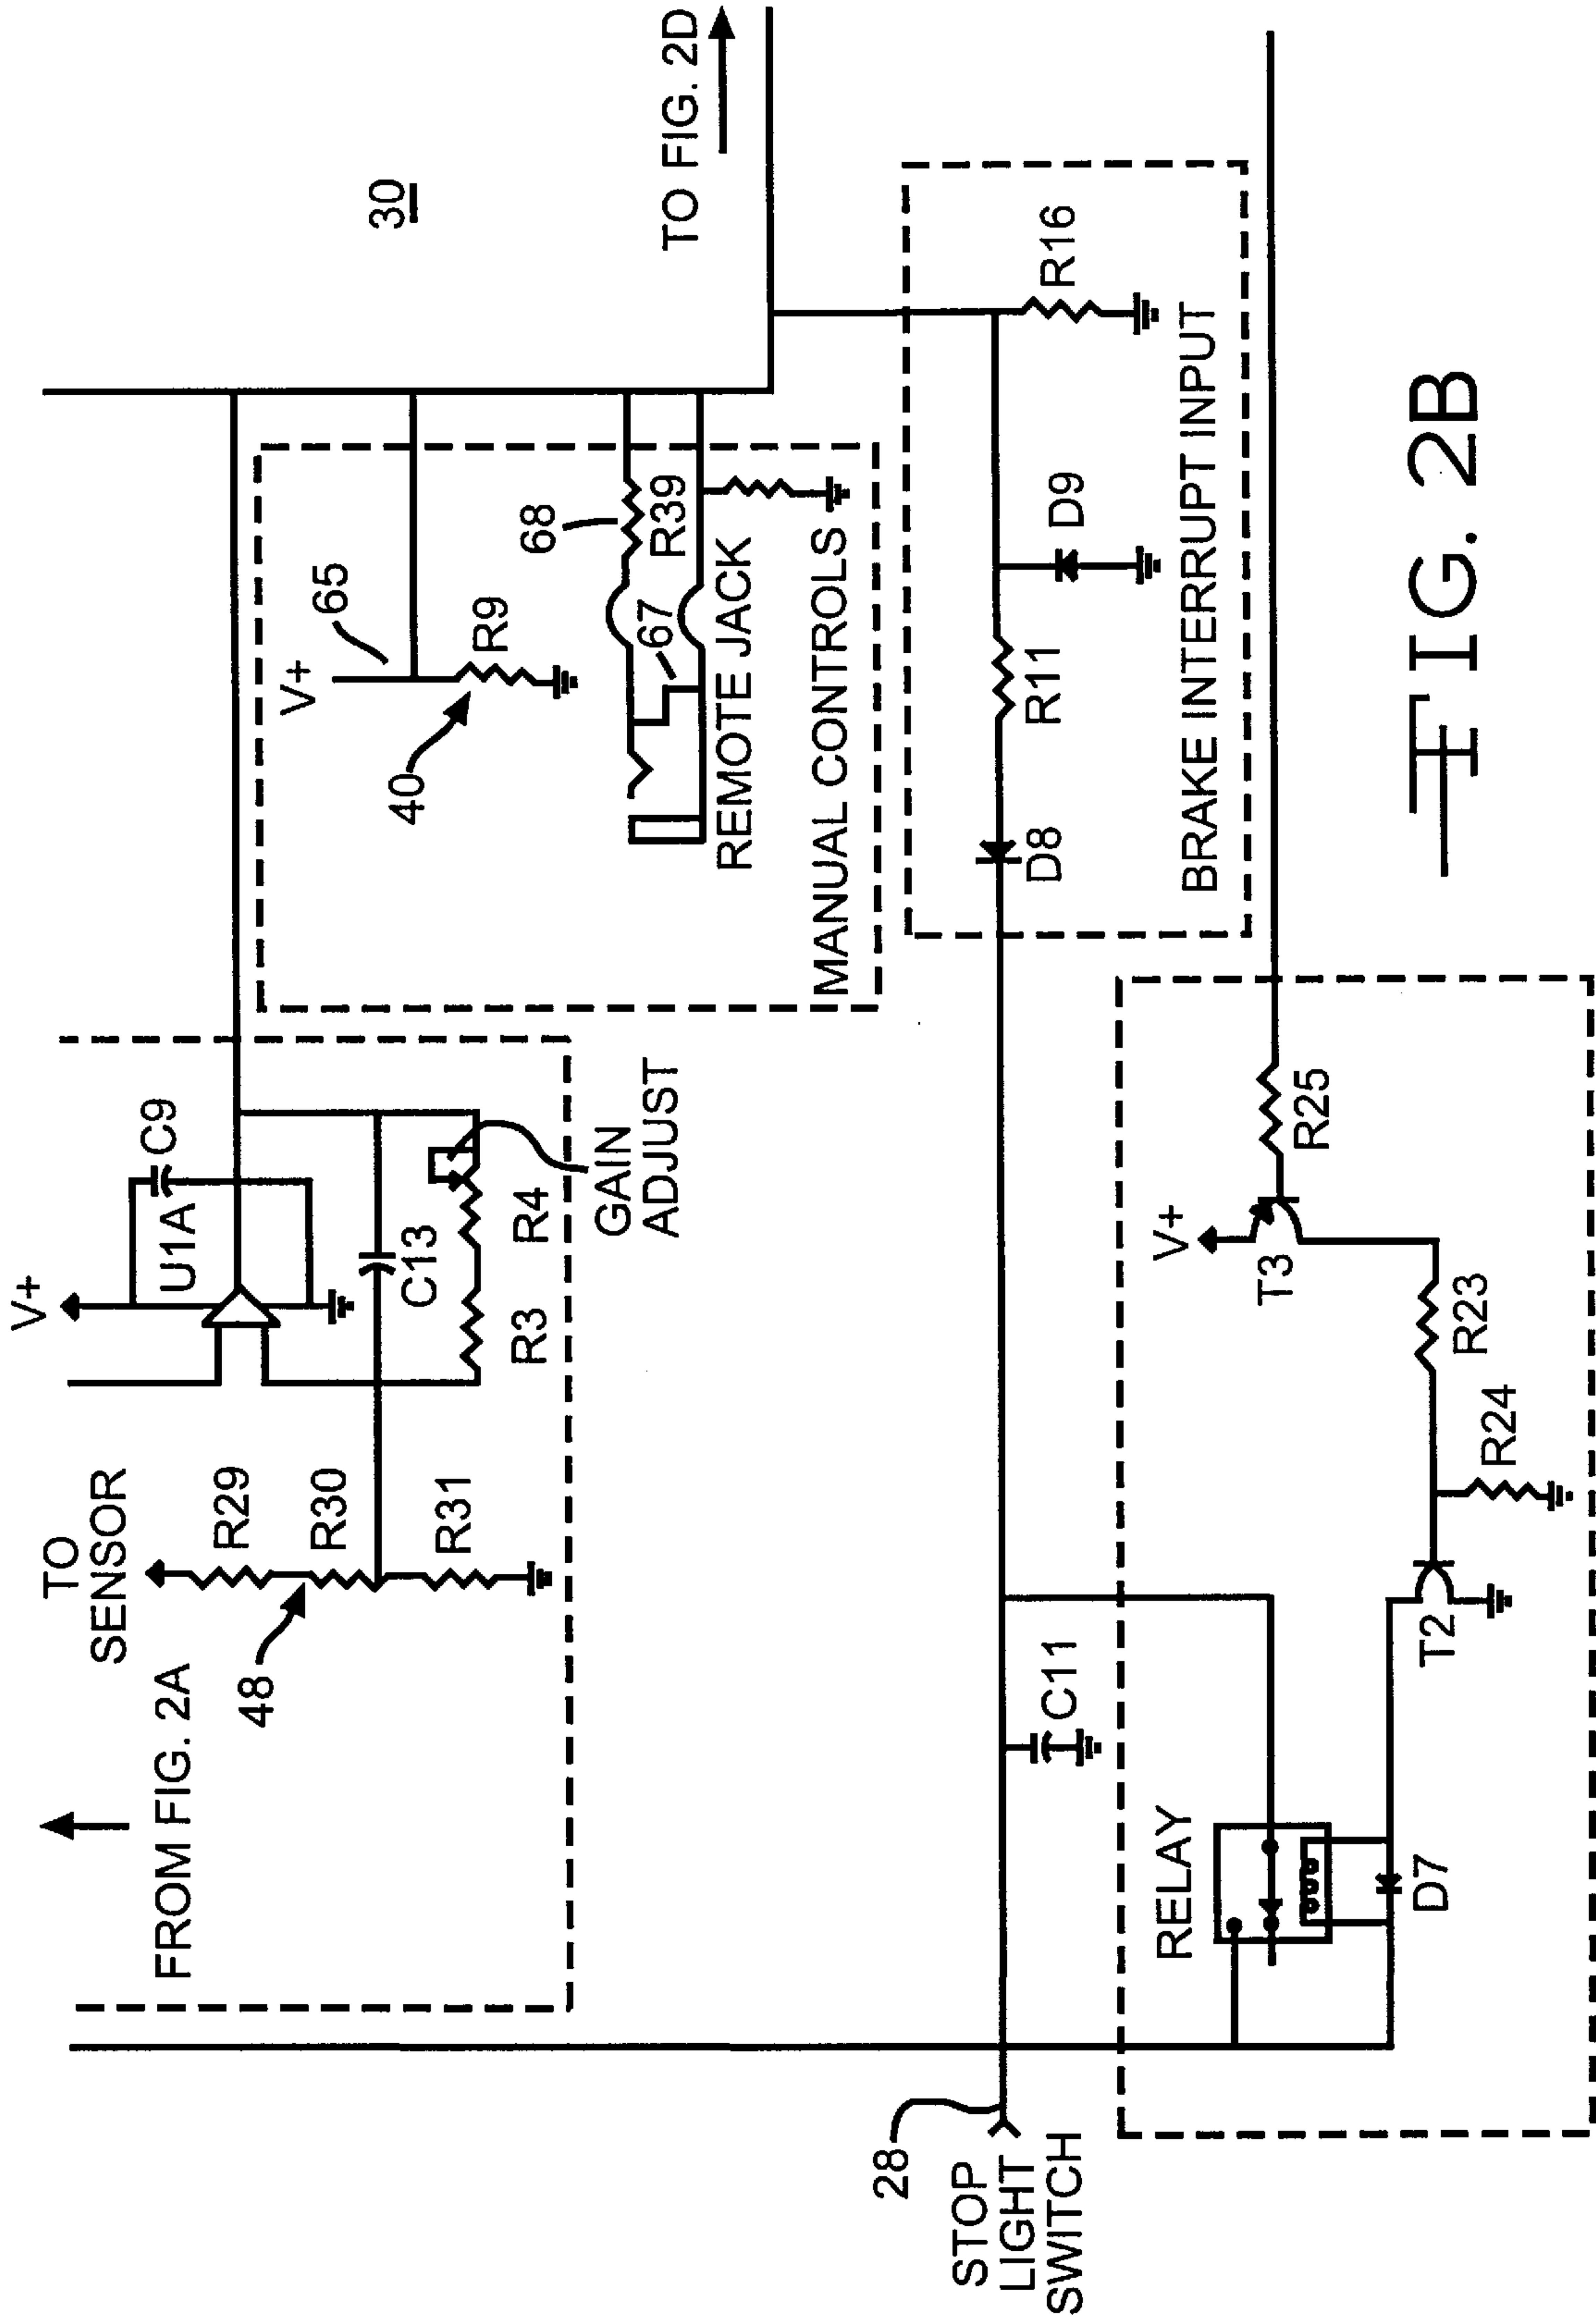 30
TO FIG. 2D
V+
C9
U1A
TO
SENSOR
R29
R30
R31
48
FROM FIG. 2A
C13
R3
R4
GAIN
ADJUST
V+
65
40
R9
68
R39
67
REMOTE JACK
MANUAL CONTROLS
28
STOP
LIGHT
SWITCH
C11
D8
R11
D9
R16
BRAKE INTERRUPT INPUT
RELAY
D7
T2
R24
R23
T3
V+
R25
FIG. 2B